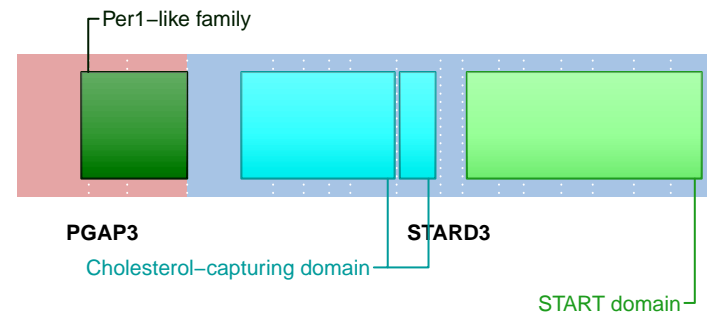 Per1−like family
PGAP3 STARD3
Cholesterol−capturing domain
START domain